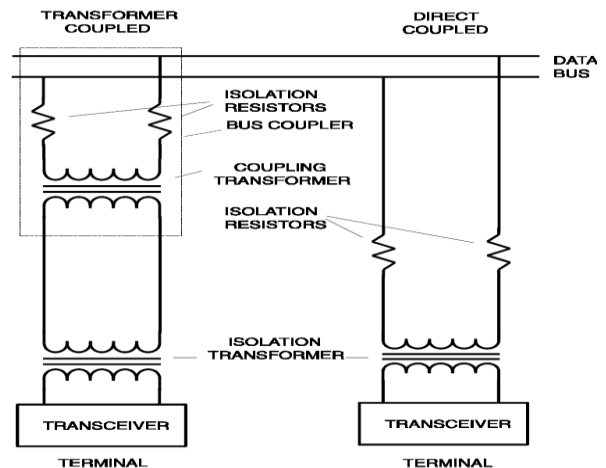 TRANSFORMER
COUPLED
DIRECT
COUPLED
DATA
BUS
ISOLATION
RESISTORS
BUS COUPLER
COUPLING
TRANSFORMER
ISOLATION
RESISTORS
ISOLATION
TRANSFORMER
TRANSCEIVER
TRANSCEIVER
TERMINAL
TERMINAL